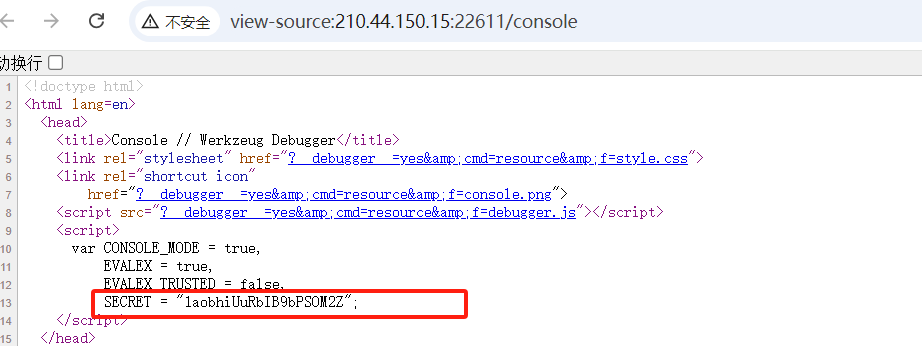 不安全 view-source:210.44.150.15:22611/console
动换行
1 <!doctype html>
2 <html lang=en>
3 <head>
4 <title>Console // Werkzeug Debugger</title>
5 <link rel="stylesheet" href="?__debugger__=yes&amp;cmd=resource&amp;f=style.css">
6 <link rel="shortcut icon"
7 href="?__debugger__=yes&amp;cmd=resource&amp;f=console.png">
8 <script src="?__debugger__=yes&amp;cmd=resource&amp;f=debugger.js"></script>
9 <script>
10 var CONSOLE_MODE = true,
11 EVALEX = true,
12 EVALEX_TRUSTED = false,
13 SECRET = "laobhiUuRbIB9bPSOM2Z";
14 </script>
15 </head>